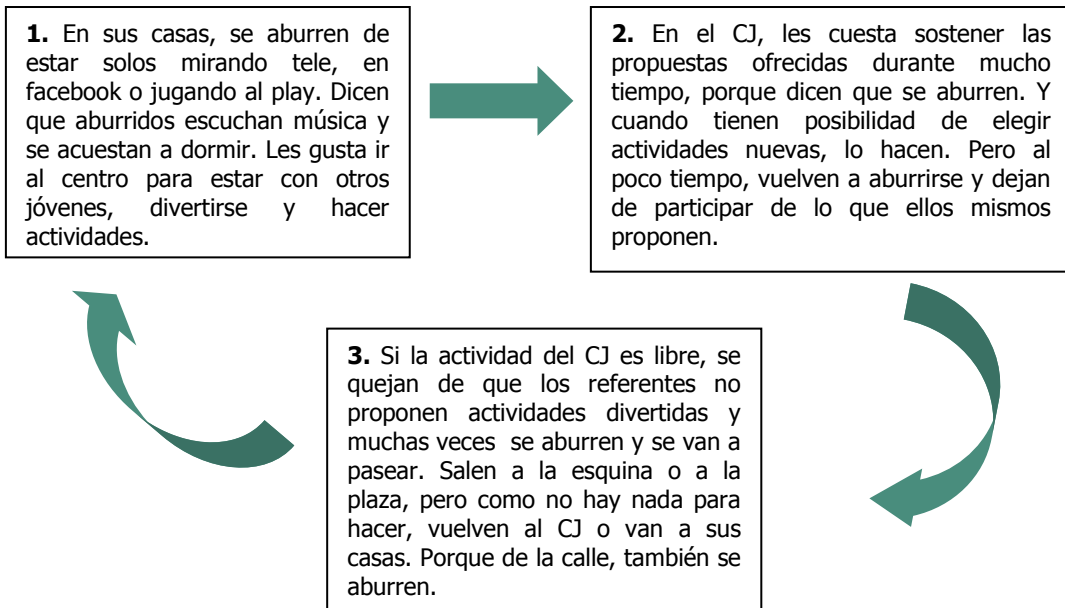 1. En sus casas, se aburren de
estar solos mirando tele, en
facebook o jugando al play. Dicen
que aburridos escuchan música y
se acuestan a dormir. Les gusta ir
al centro para estar con otros
jóvenes, divertirse y hacer
actividades.
2. En el CJ, les cuesta sostener las
propuestas ofrecidas durante mucho
tiempo, porque dicen que se aburren. Y
cuando tienen posibilidad de elegir
actividades nuevas, lo hacen. Pero al
poco tiempo, vuelven a aburrirse y dejan
de participar de lo que ellos mismos
proponen.
3. Si la actividad del CJ es libre, se
quejan de que los referentes no
proponen actividades divertidas y
muchas veces se aburren y se van a
pasear. Salen a la esquina o a la
plaza, pero como no hay nada para
hacer, vuelven al CJ o van a sus
casas. Porque de la calle, también se
aburren.